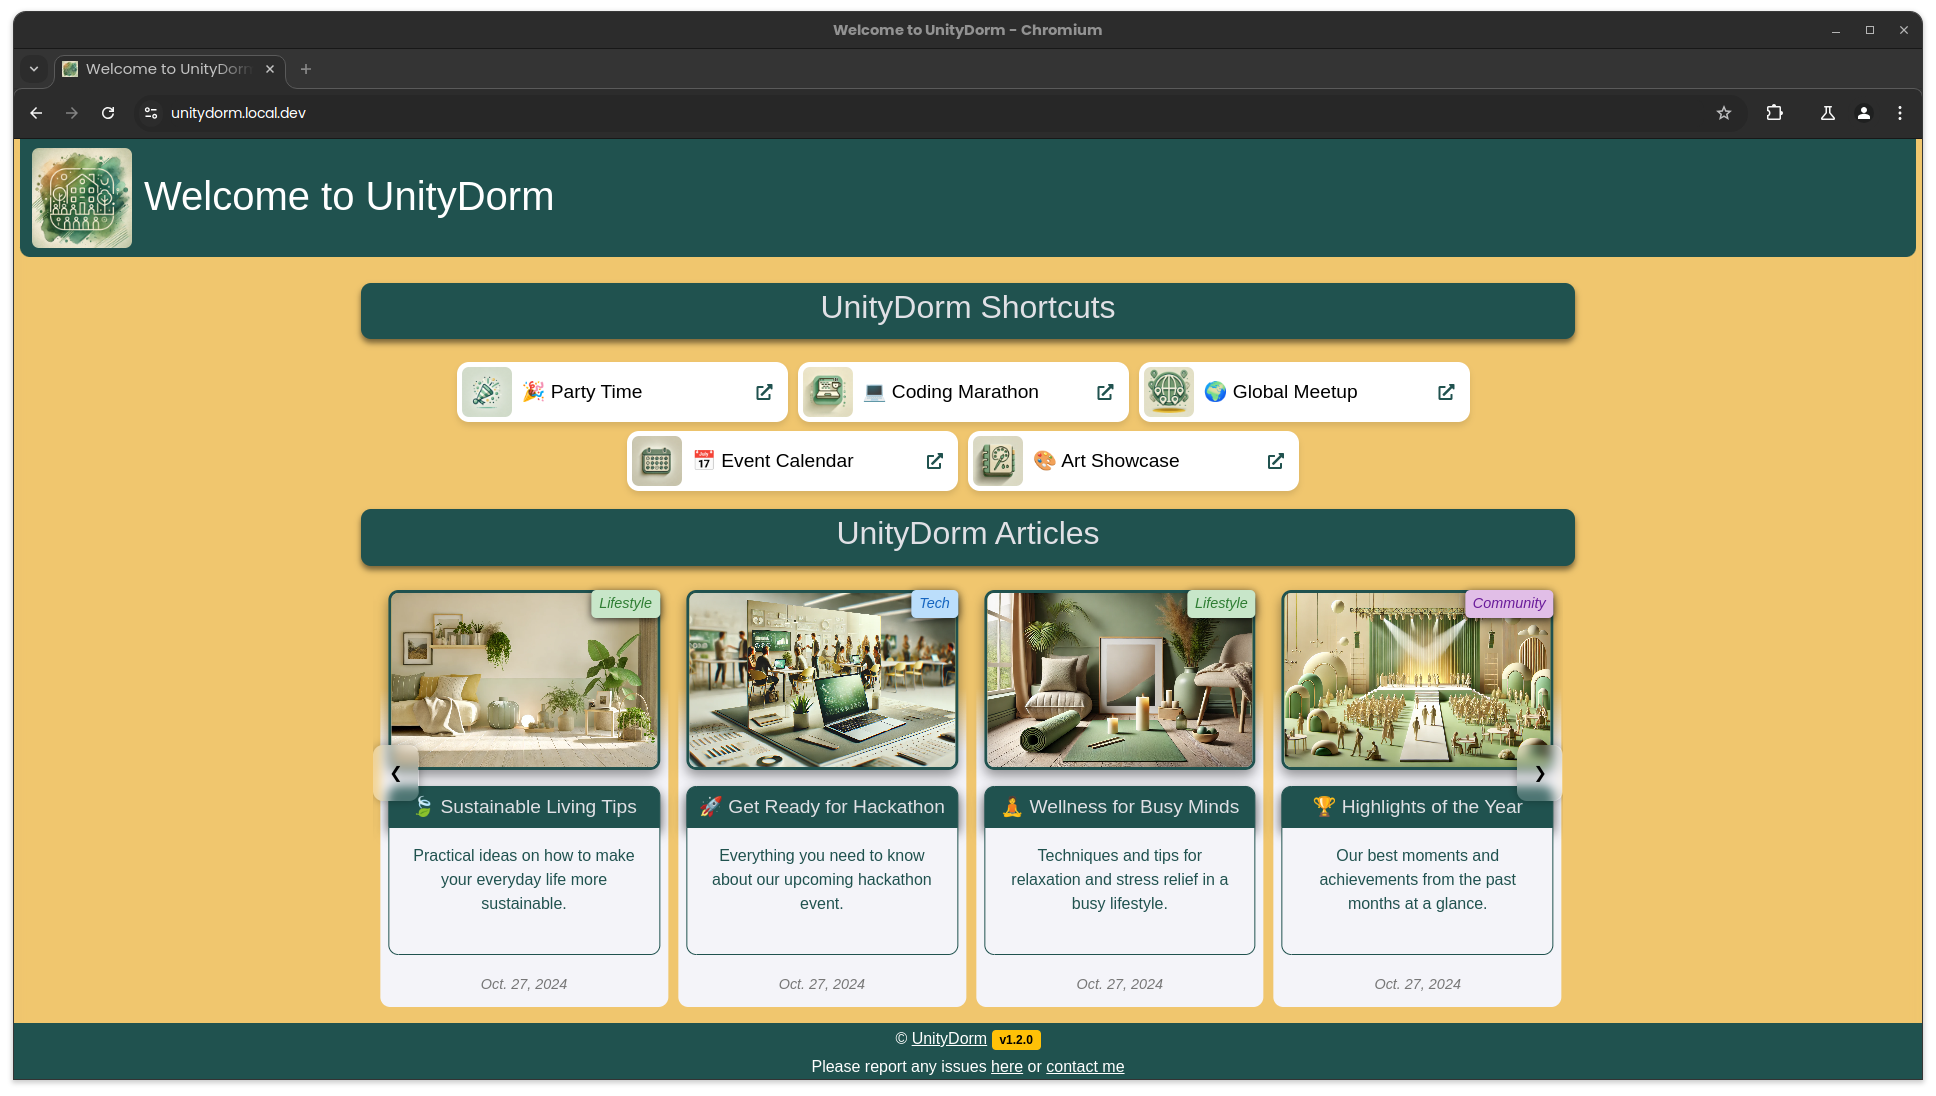 Welcome to UnityDorm - Chromium
Welcome to UnityDorm
unitydorm.local.dev
Welcome to UnityDorm
UnityDorm Shortcuts
🎉 Party Time
💻 Coding Marathon
🌍 Global Meetup
📅 Event Calendar
🎨 Art Showcase
UnityDorm Articles
Lifestyle
Tech
Lifestyle
Community
❮
❯
🍃 Sustainable Living Tips
Practical ideas on how to make
your everyday life more
sustainable.
Oct. 27, 2024
🚀 Get Ready for Hackathon
Everything you need to know
about our upcoming hackathon
event.
Oct. 27, 2024
🧘 Wellness for Busy Minds
Techniques and tips for
relaxation and stress relief in a
busy lifestyle.
Oct. 27, 2024
🏆 Highlights of the Year
Our best moments and
achievements from the past
months at a glance.
Oct. 27, 2024
© UnityDorm v1.2.0
Please report any issues here or contact me